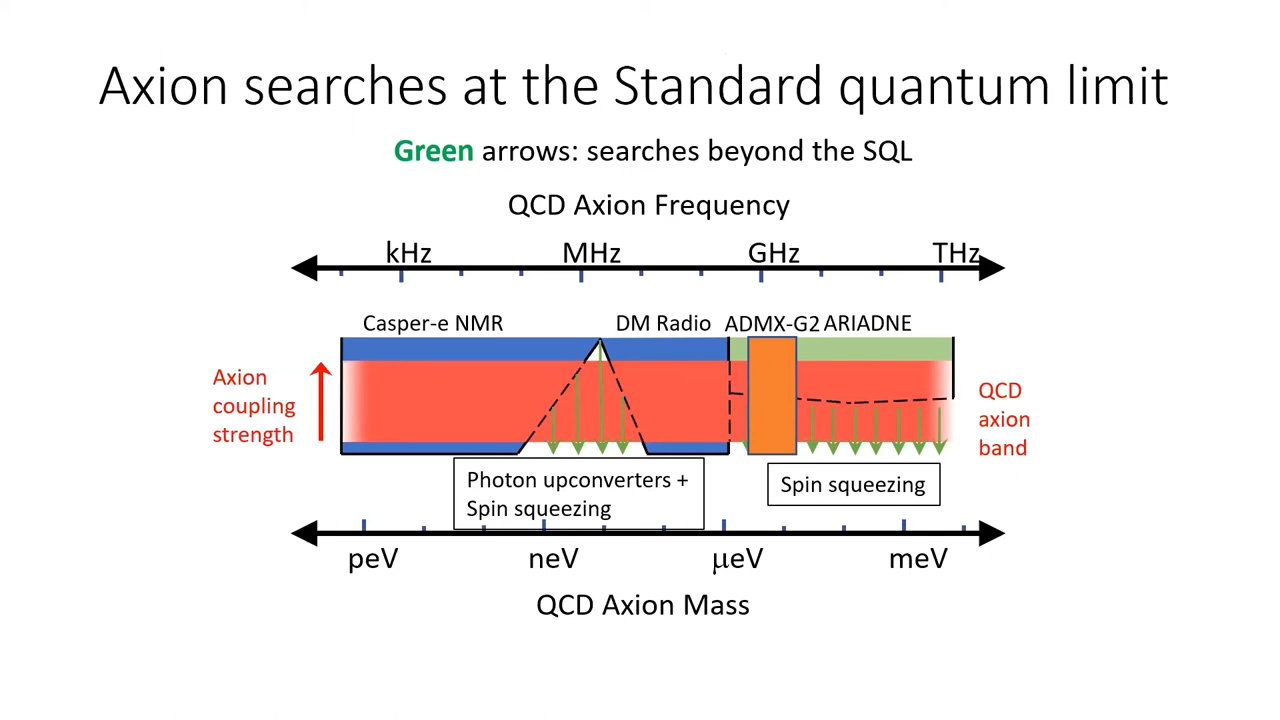 Axion searches at the Standard quantum limit
Green arrows: searches beyond the SQL
QCD Axion Frequency
kHz MHz GHz THz
Casper-e NMR DM Radio ADMX-G2 ARIADNE
Axion
coupling
strength
QCD
axion
band
Photon upconverters +
Spin squeezing
Spin squeezing
peV neV μeV meV
QCD Axion Mass